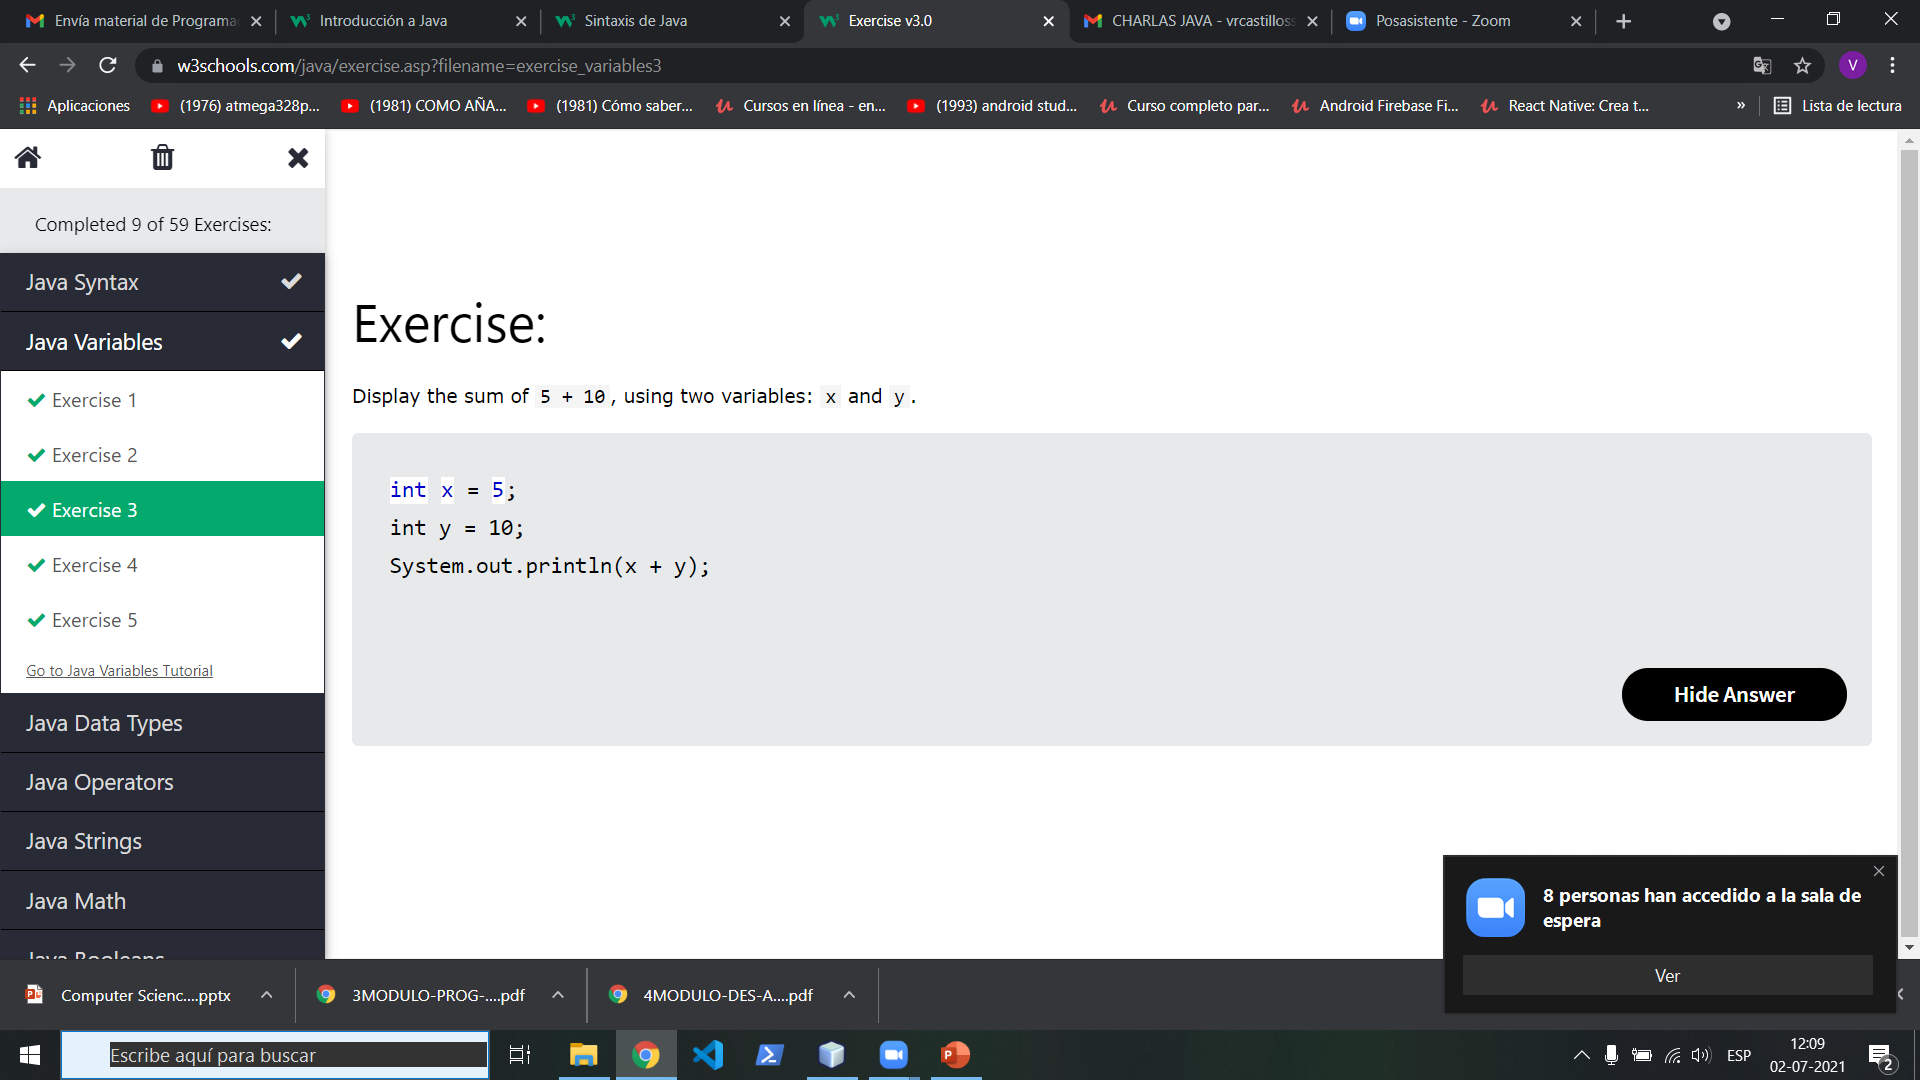 Envía material de Programa
Introducción a Java
Sintaxis de Java
Exercise v3.0
CHARLAS JAVA - vrcastilloss
Posasistente - Zoom
w3schools.com/java/exercise.asp?filename=exercise_variables3
V
Aplicaciones
(1976) atmega328p...
(1981) COMO AÑA...
(1981) Cómo saber...
Cursos en línea - en...
(1993) android stud...
Curso completo par...
Android Firebase Fi...
React Native: Crea t...
»
Lista de lectura
Completed 9 of 59 Exercises:
Java Syntax
Java Variables
Exercise 1
Exercise 2
Exercise 3
Exercise 4
Exercise 5
Go to Java Variables Tutorial
Java Data Types
Java Operators
Java Strings
Java Math
Java Booleans
Exercise:
Display the sum of 5 + 10, using two variables: x and y.
int x = 5;
int y = 10;
System.out.println(x + y);
Hide Answer
8 personas han accedido a la sala de
espera
Ver
Computer Scienc....pptx
3MODULO-PROG-....pdf
4MODULO-DES-A....pdf
Escribe aquí para buscar
ESP
12:09
02-07-2021
2